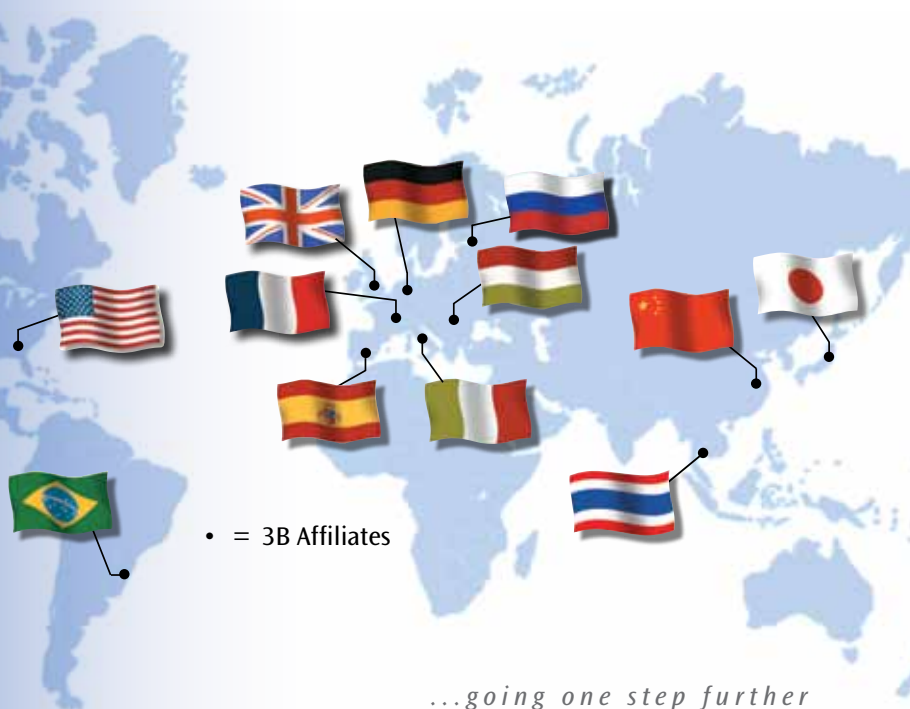 • = 3B Affiliates
...going one step further